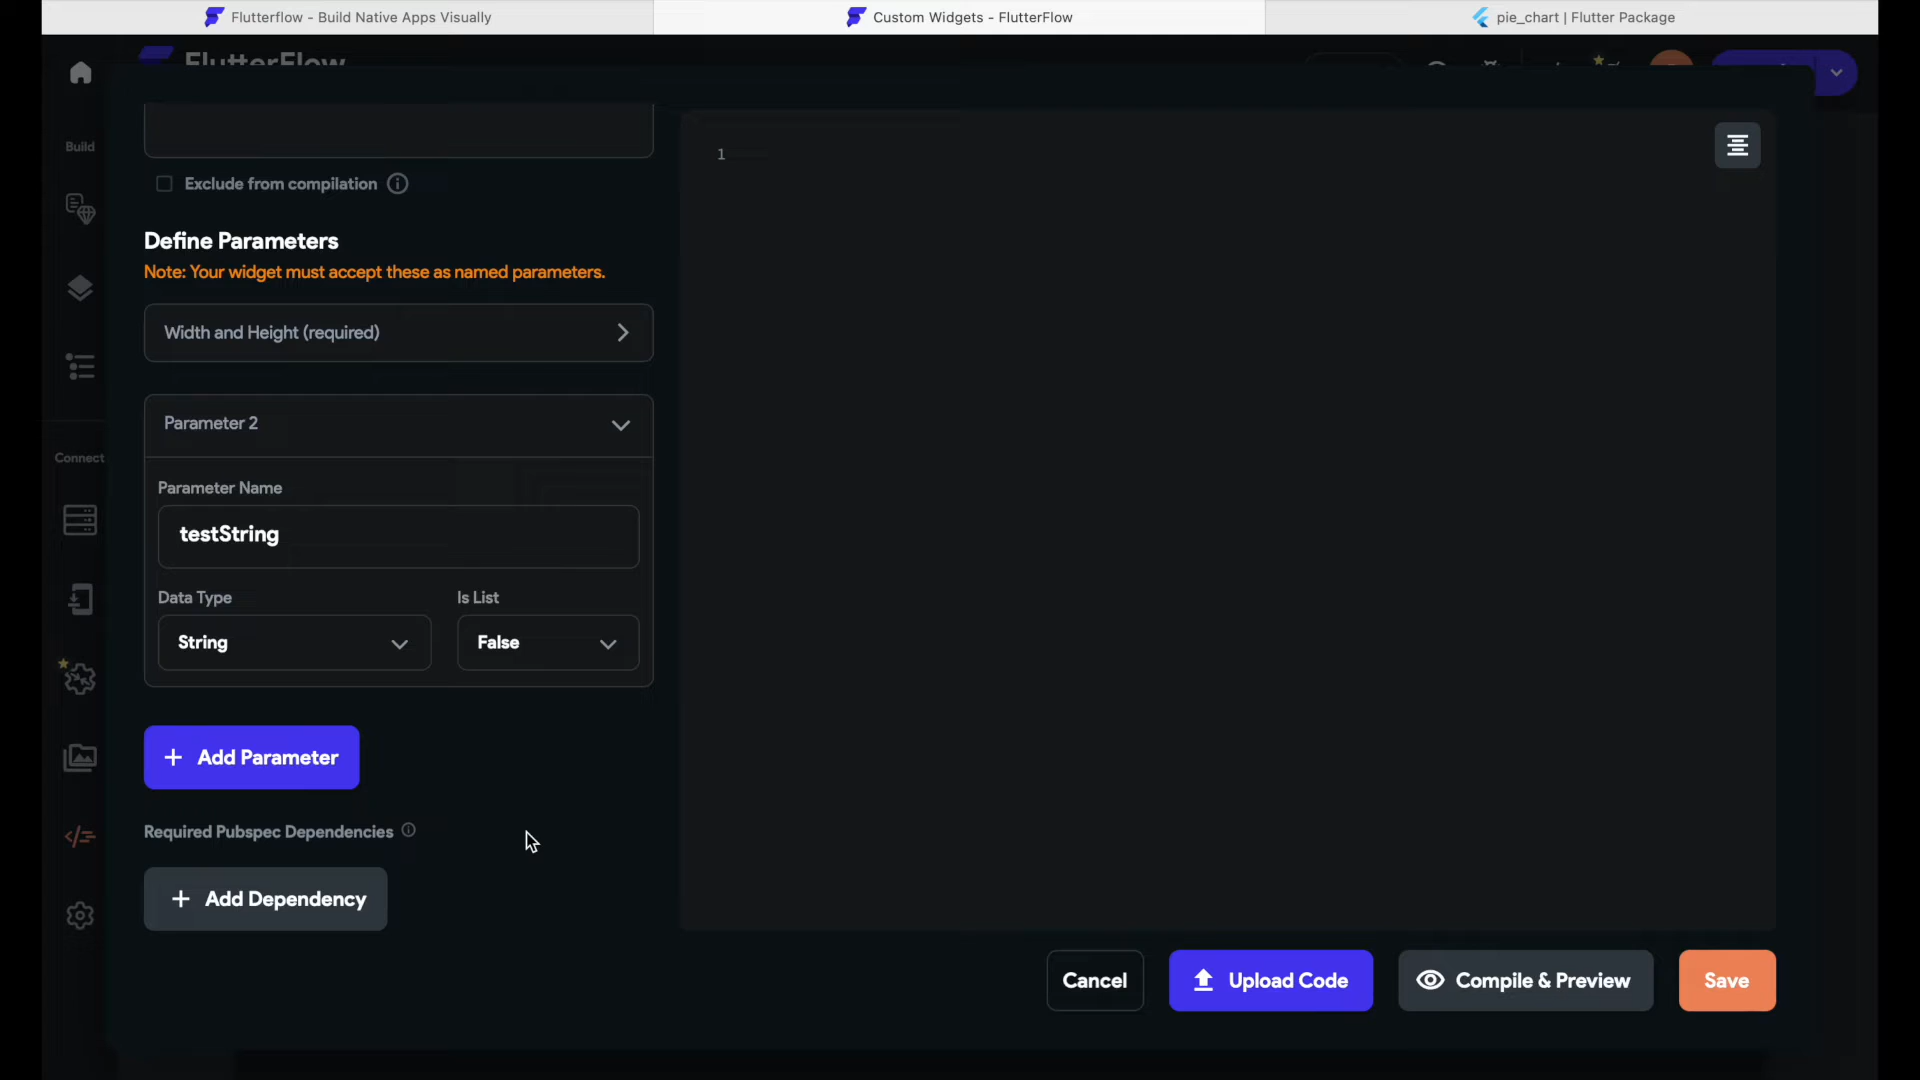 Flutterflow - Build Native Apps Visually
Custom Widgets - FlutterFlow
pie_chart | Flutter Package
FlutterFlow
Build
1
Exclude from compilation
Define Parameters
Note: Your widget must accept these as named parameters.
Width and Height (required)
Parameter 2
Connect
Parameter Name
testString
Data Type
Is List
String
False
+ Add Parameter
Required Pubspec Dependencies
+ Add Dependency
Cancel
Upload Code
Compile & Preview
Save